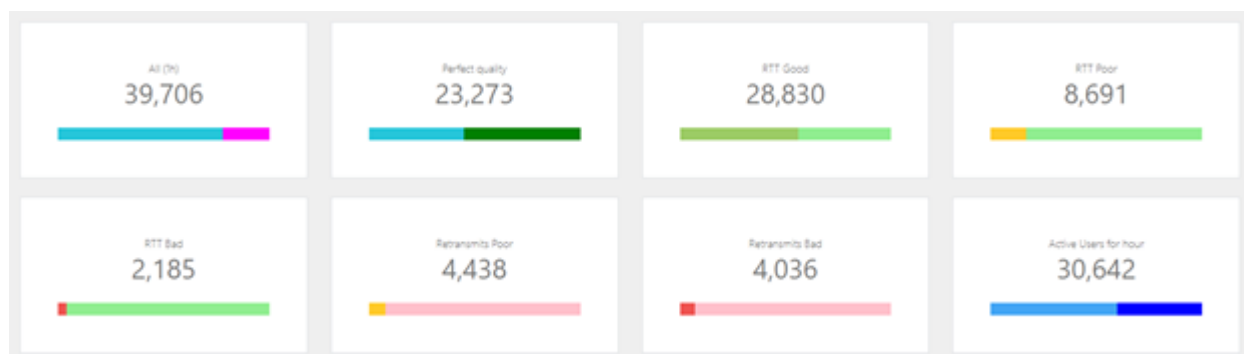 All (1h)
39,706
Perfect quality
23,273
RTT Good
28,830
RTT Poor
8,691
RTT Bad
2,185
Retransmits Poor
4,438
Retransmits Bad
4,036
Active Users for hour
30,642